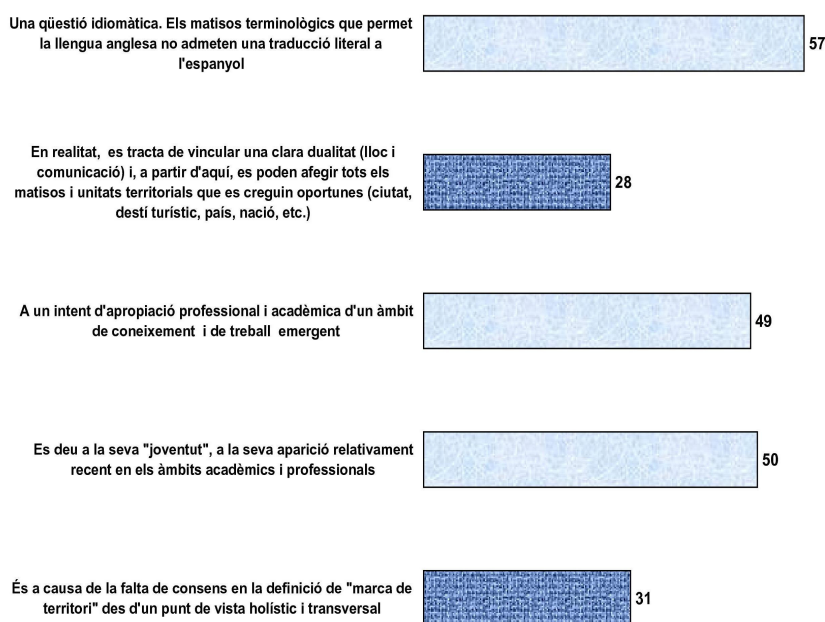 Una qüestió idiomàtica. Els matisos terminològics que permet
la llengua anglesa no admeten una traducció literal a
l'espanyol
57
En realitat, es tracta de vincular una clara dualitat (lloc i
comunicació) i, a partir d'aquí, es poden afegir tots els
matisos i unitats territorials que es creguin oportunes (ciutat,
destí turístic, país, nació, etc.)
28
A un intent d'apropiació professional i acadèmica d'un àmbit
de coneixement i de treball emergent
49
Es deu a la seva "joventut", a la seva aparició relativament
recent en els àmbits acadèmics i professionals
50
És a causa de la falta de consens en la definició de "marca de
territori" des d'un punt de vista holístic i transversal
31